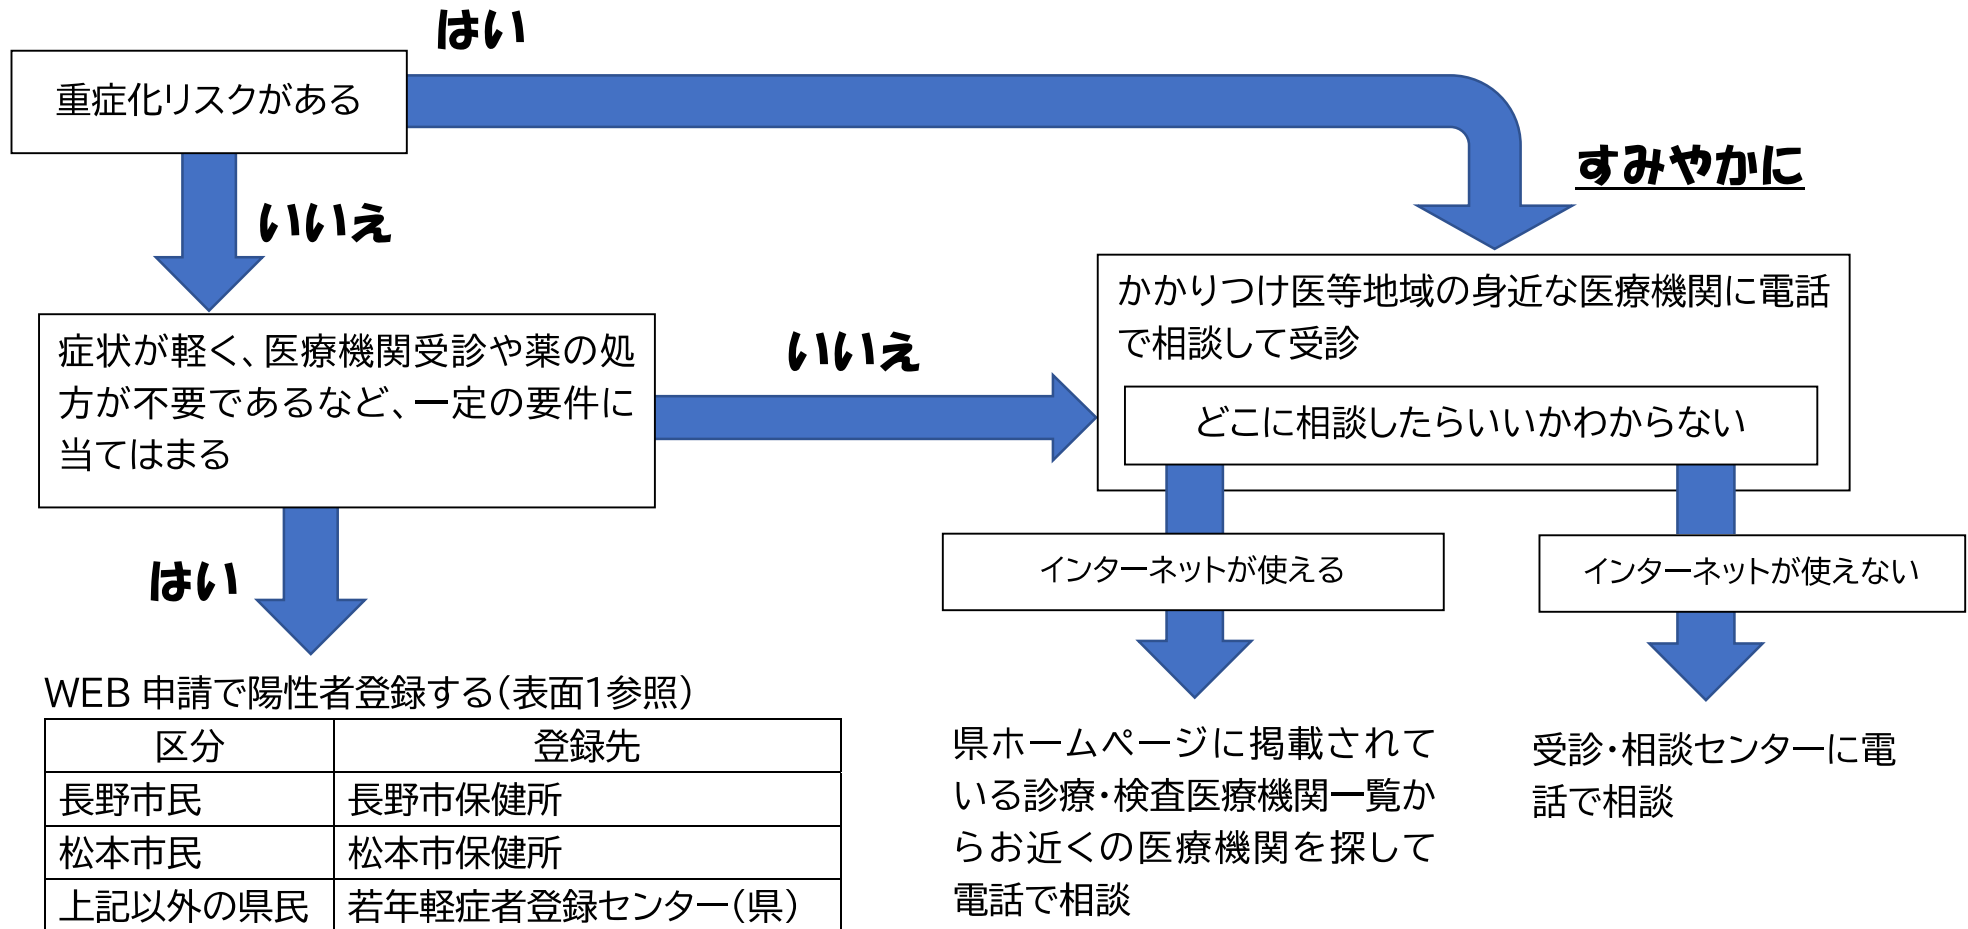 はい
重症化リスクがある
すみやかに
いいえ
かかりつけ医等地域の身近な医療機関に電話
で相談して受診
症状が軽く、医療機関受診や薬の処
方が不要であるなど、一定の要件に
当てはまる
いいえ
どこに相談したらいいかわからない
インターネットが使える
インターネットが使えない
はい
WEB 申請で陽性者登録する(表面1参照)
区分 登録先
長野市民 長野市保健所
松本市民 松本市保健所
上記以外の県民 若年軽症者登録センター(県)
県ホームページに掲載されて
いる診療・検査医療機関一覧か
らお近くの医療機関を探して
電話で相談
受診・相談センターに電
話で相談